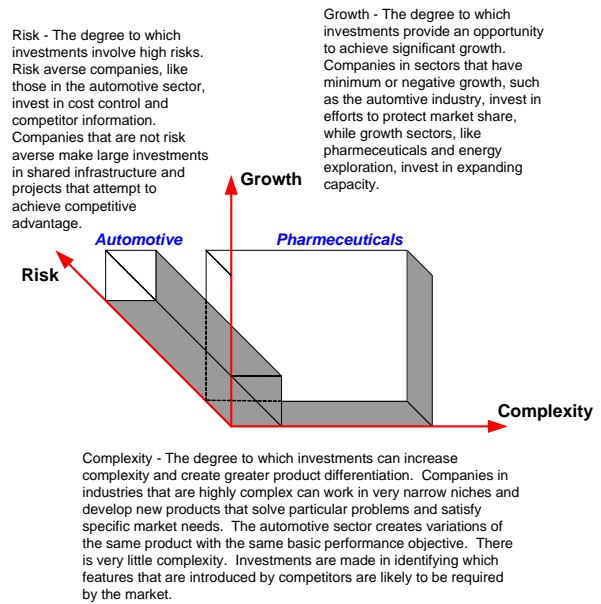 Risk - The degree to which
investments involve high risks.
Risk averse companies, like
those in the automotive sector,
invest in cost control and
competitor information.
Companies that are not risk
averse make large investments
in shared infrastructure and
projects that attempt to
achieve competitive
advantage.
Growth - The degree to which
investments provide an opportunity
to achieve significant growth.
Companies in sectors that have
minimum or negative growth, such
as the automtive industry, invest in
efforts to protect market share,
while growth sectors, like
pharmeceuticals and energy
exploration, invest in expanding
capacity.
Growth
Automotive
Pharmeceuticals
Risk
Complexity
Complexity - The degree to which investments can increase
complexity and create greater product differentiation.  Companies in
industries that are highly complex can work in very narrow niches and
develop new products that solve particular problems and satisfy
specific market needs.  The automotive sector creates variations of
the same product with the same basic performance objective.  There
is very little complexity.  Investments are made in identifying which
features that are introduced by competitors are likely to be required
by the market.